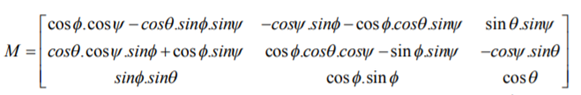 cosϕ.cosψ – cosθ.sinϕ.sinψ   –cosψ.sinϕ – cosϕ.cosθ.sinψ   sinθ.sinψ
M = cosθ.cosψ.sinϕ + cosϕ.sinψ   cosϕ.cosθ.cosψ – sinϕ.sinψ   –cosψ.sinθ
sinϕ.sinθ   cosϕ.sinϕ   cosθ